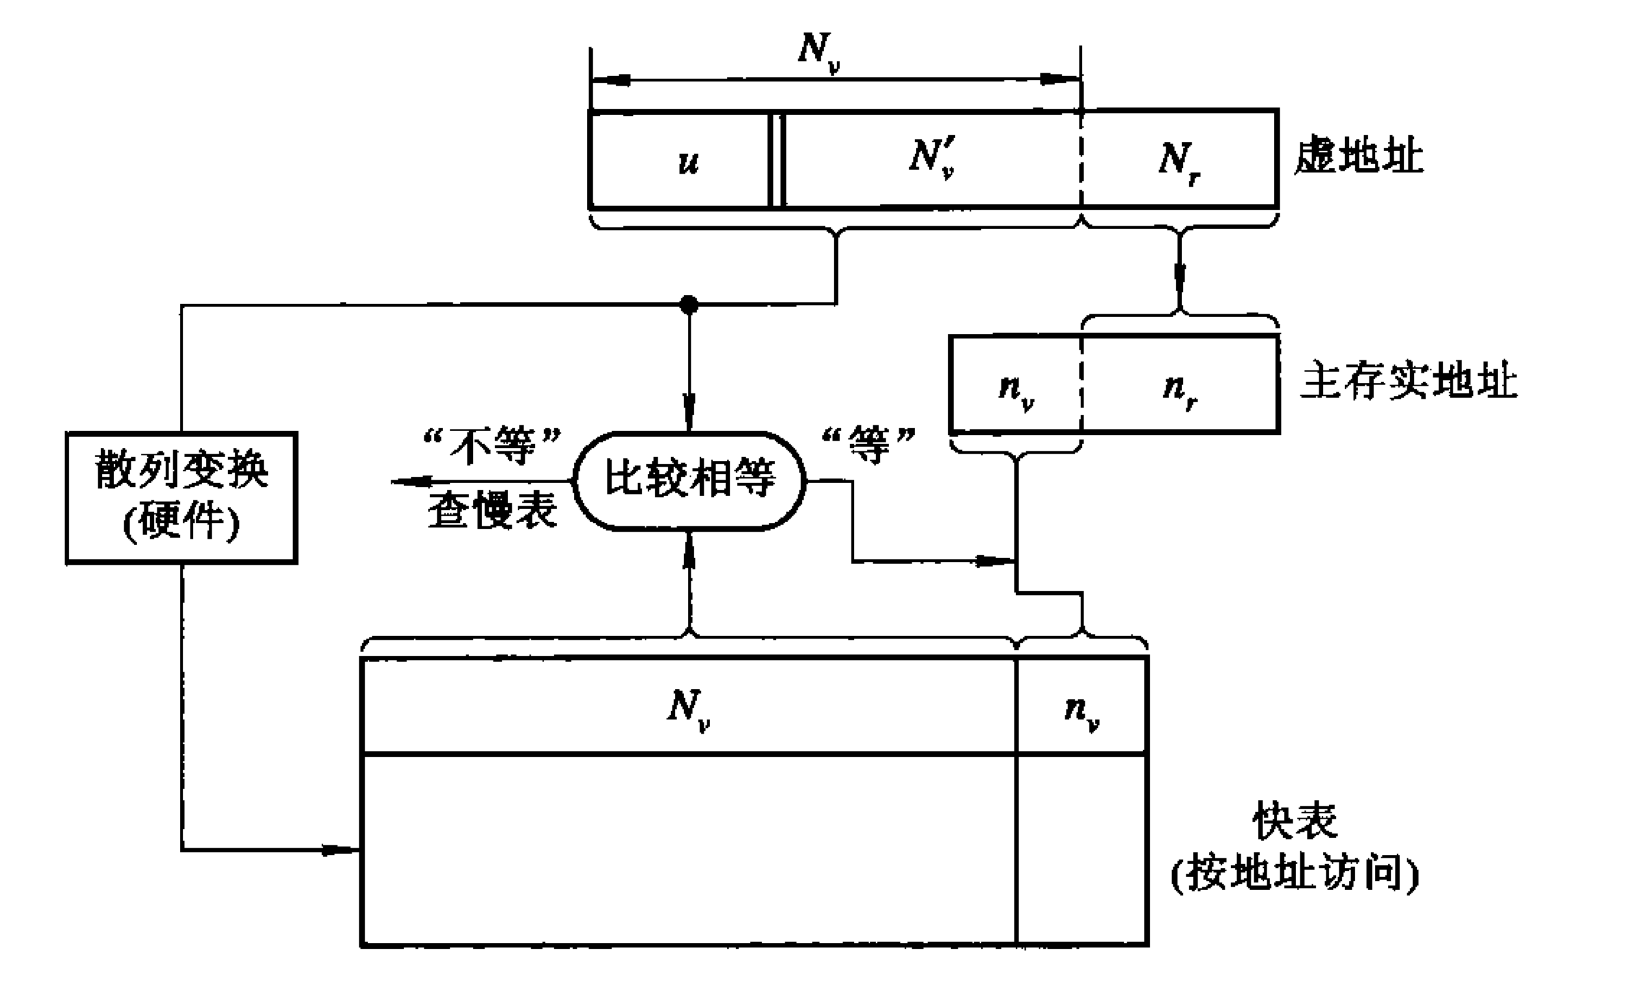 N_v
u N'_v N_r 虚地址
n_v n_r 主存实地址
散列变换
(硬件)
“不等”
查慢表
比较相等
“等”
N_v n_v
快表
(按地址访问)